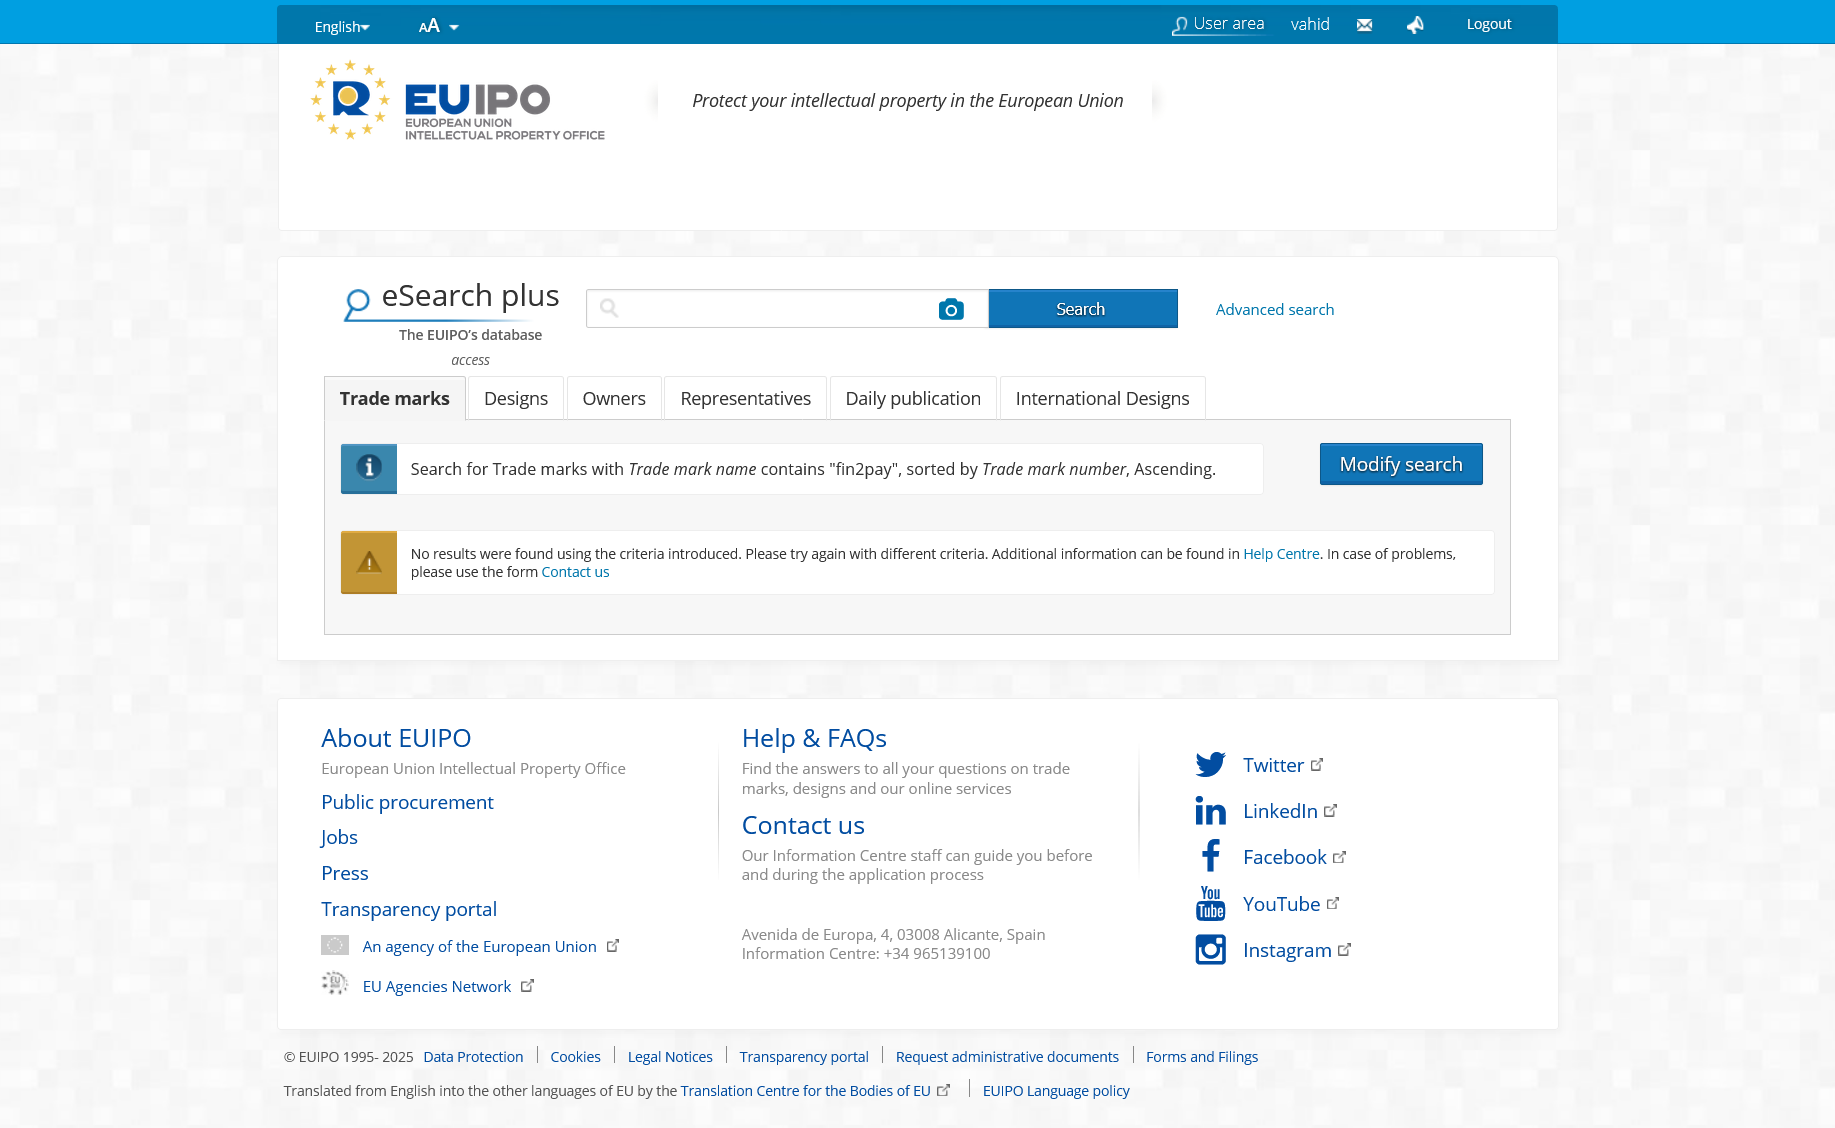 English
AA
User area
vahid
Logout
R
EUIPO
EUROPEAN UNION
INTELLECTUAL PROPERTY OFFICE
Protect your intellectual property in the European Union
eSearch plus
The EUIPO's database
access
Search
Advanced search
Trade marks
Designs
Owners
Representatives
Daily publication
International Designs
Search for Trade marks with Trade mark name contains "fin2pay", sorted by Trade mark number, Ascending.
Modify search
No results were found using the criteria introduced. Please try again with different criteria. Additional information can be found in Help Centre. In case of problems,
please use the form Contact us
About EUIPO
European Union Intellectual Property Office
Public procurement
Jobs
Press
Transparency portal
An agency of the European Union
EU Agencies Network
Help & FAQs
Find the answers to all your questions on trade
marks, designs and our online services
Contact us
Our Information Centre staff can guide you before
and during the application process
Avenida de Europa, 4, 03008 Alicante, Spain
Information Centre: +34 965139100
Twitter
LinkedIn
Facebook
YouTube
Instagram
© EUIPO 1995- 2025 Data Protection Cookies Legal Notices Transparency portal Request administrative documents Forms and Filings
Translated from English into the other languages of EU by the Translation Centre for the Bodies of EU EUIPO Language policy